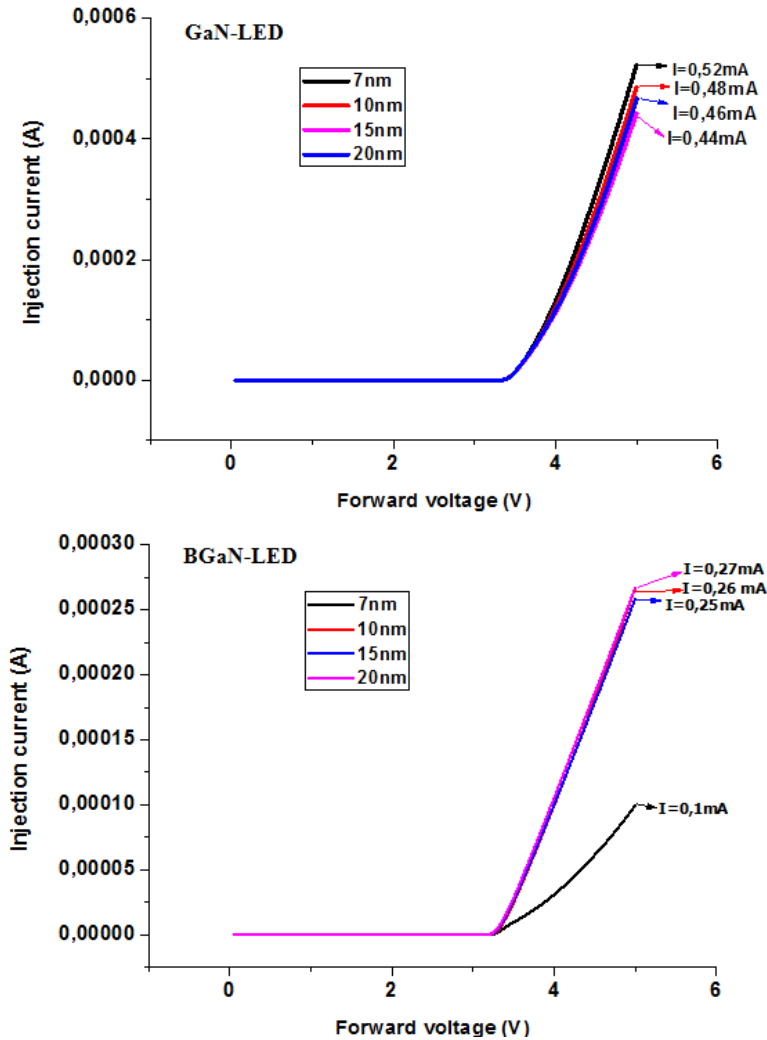 GaN-LED
0,0006
0,0004
0,0002
0,0000
Injection current (A)
7nm
10nm
15nm
20nm
I=0,52mA
I=0,48mA
I=0,46mA
I=0,44mA
0 2 4 6
Forward voltage (V)
BGaN-LED
0,00030
0,00025
0,00020
0,00015
0,00010
0,00005
0,00000
Injection current (A)
7nm
10nm
15nm
20nm
I=0,27mA
I=0,26 mA
I=0,25mA
I=0,1mA
0 2 4 6
Forward voltage (V)